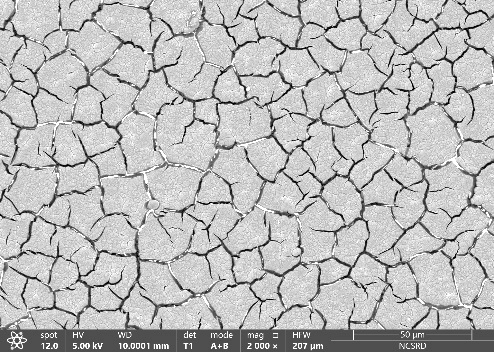 spot HV WD det mode mag □ HFW 50 µm
12.0 5.00 kV 10.0001 mm T1 A+B 2 000 x 207 µm NCSRD